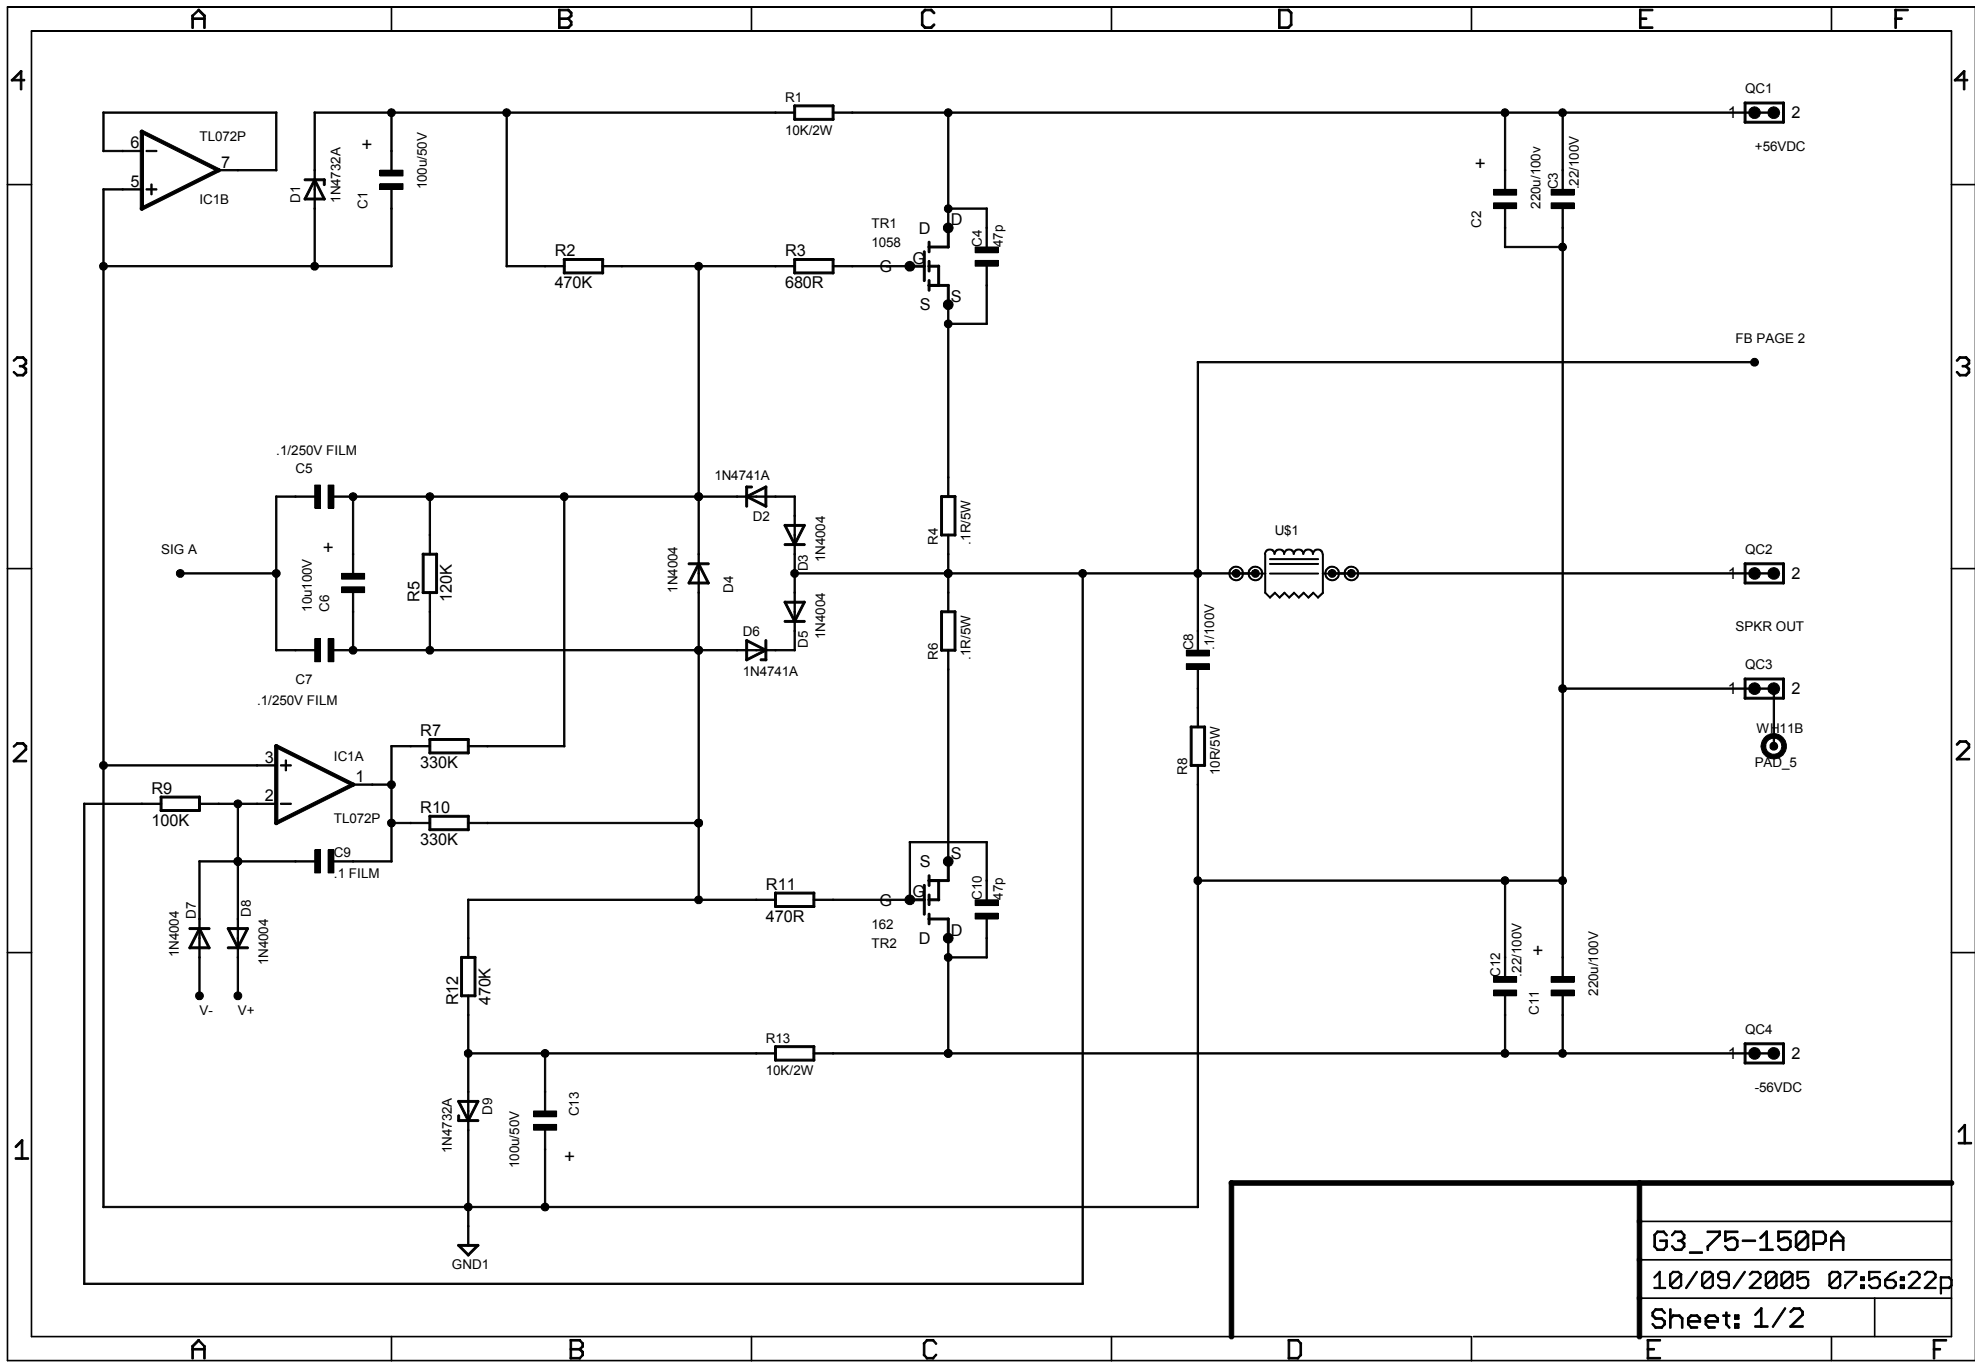 A B C D E F
4 4
3 3
2 2
1 1
A B C D E F
6
5
7
TL072P
IC1B
D1
1N4732A
+
C1
100u/50V
R1
10K/2W
R2
470K
R3
680R
TR1
1058
D
D
G
G
S
S
C4
47p
+
C2
220u/100v
C3
.22/100V
QC1
1 2
+56VDC
FB PAGE 2
.1/250V FILM
C5
SIG A
+
10u100V
C6
R5
120K
C7
.1/250V FILM
1N4741A
D2
1N4004
D3
1N4004
D4
1N4004
D5
D6
1N4741A
R4
.1R/5W
R6
.1R/5W
U$1
C8
.1/100V
R8
10R/5W
QC2
1 2
SPKR OUT
QC3
1 2
WH11B
PAD_5
R7
330K
IC1A
3
2
1
TL072P
R9
100K
R10
330K
C9
.1 FILM
D7
1N4004
D8
1N4004
V- V+
R11
470R
S
S
G
G
D
D
162
TR2
C10
47p
R12
470K
R13
10K/2W
C12
.22/100V
+
C11
220u/100V
QC4
1 2
-56VDC
1N4732A
D9
100u/50V
C13
+
GND1
G3_75-150PA
10/09/2005 07:56:22p
Sheet: 1/2